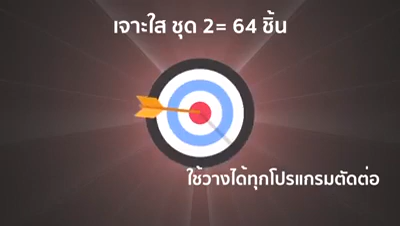 เจาะใส ชุด 2= 64 ชิ้น
ใช้วางได้ทุกโปรแกรมตัดต่อ